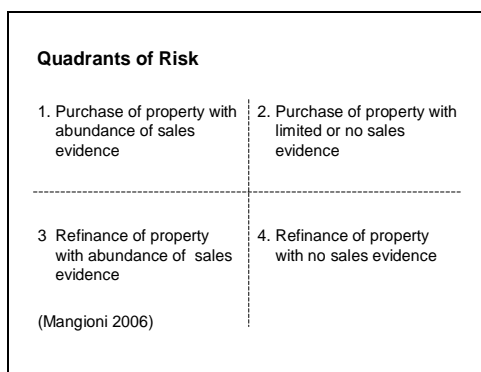 Quadrants of Risk
1. Purchase of property with
abundance of sales
evidence
2. Purchase of property with
limited or no sales
evidence
3 Refinance of property
with abundance of sales
evidence
4. Refinance of property
with no sales evidence
(Mangioni 2006)